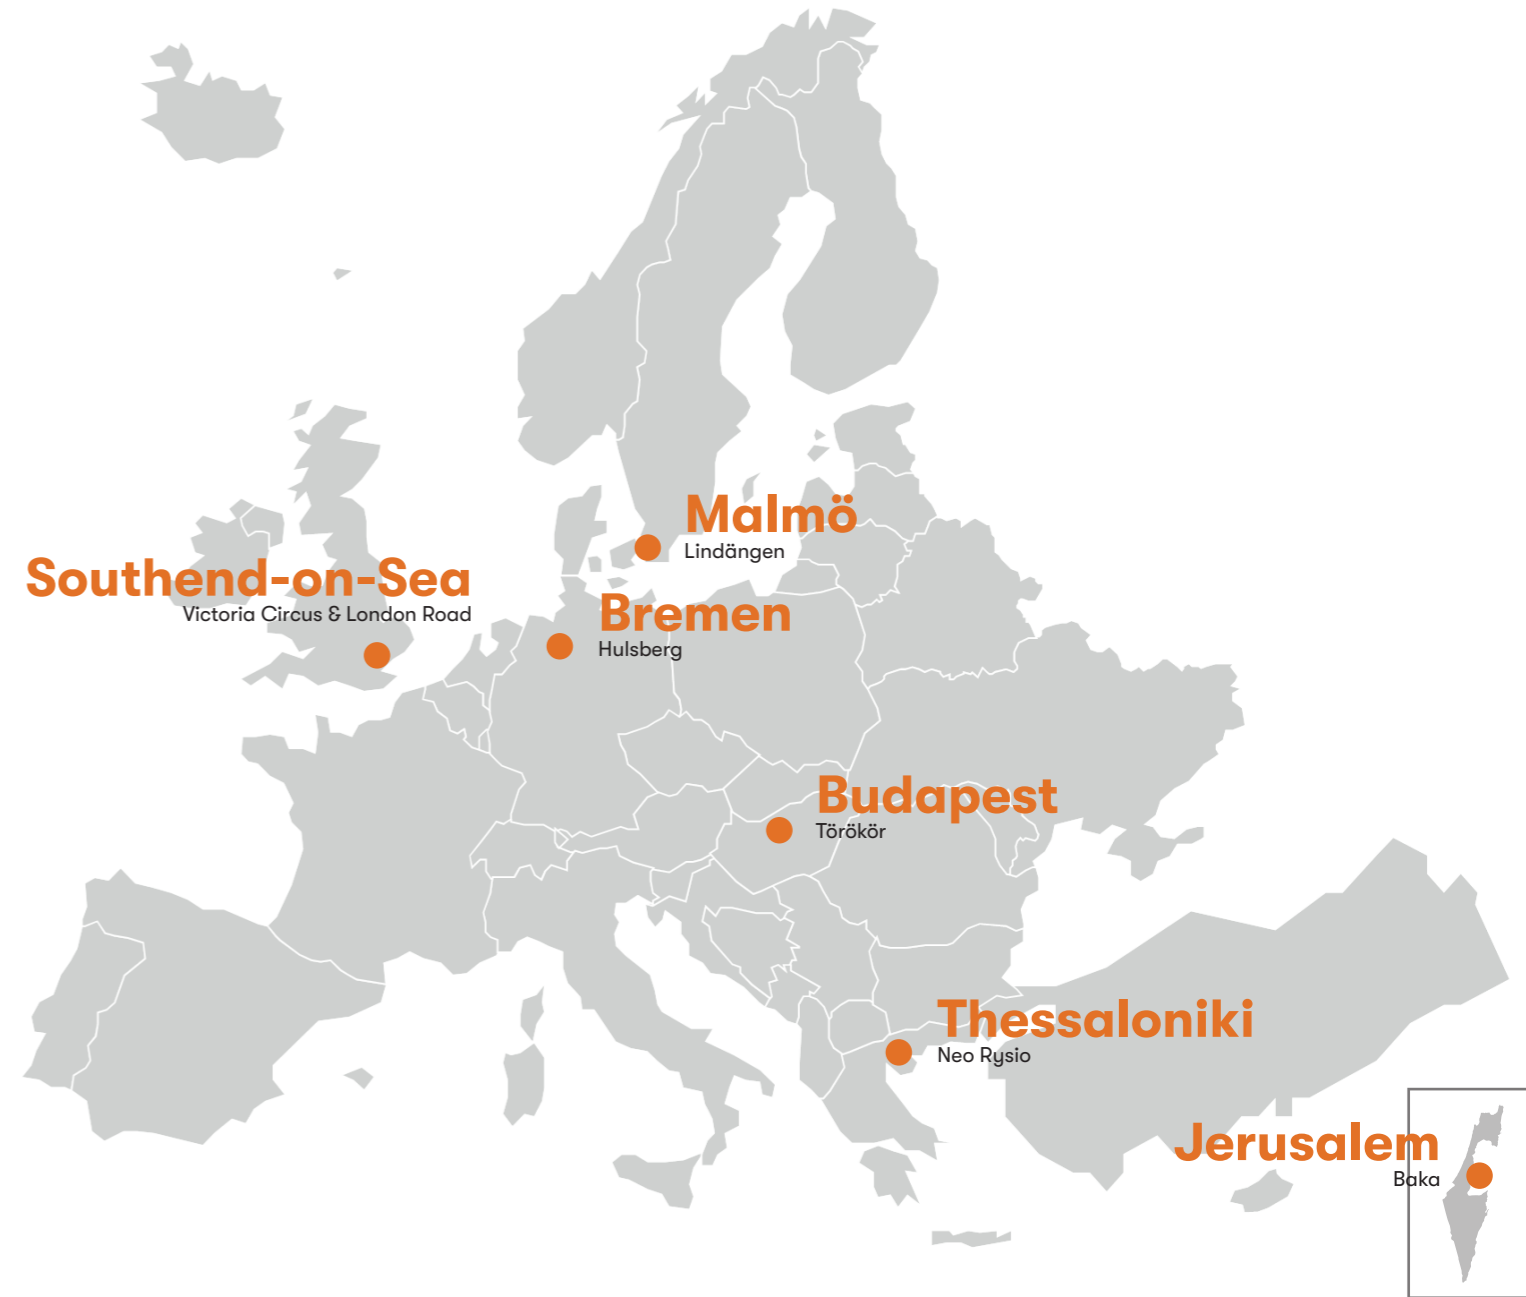 Malmö
Lindängen
Southend-on-Sea
Victoria Circus & London Road
Bremen
Hulsberg
Budapest
Törökör
Thessaloniki
Neo Rysio
Jerusalem
Baka